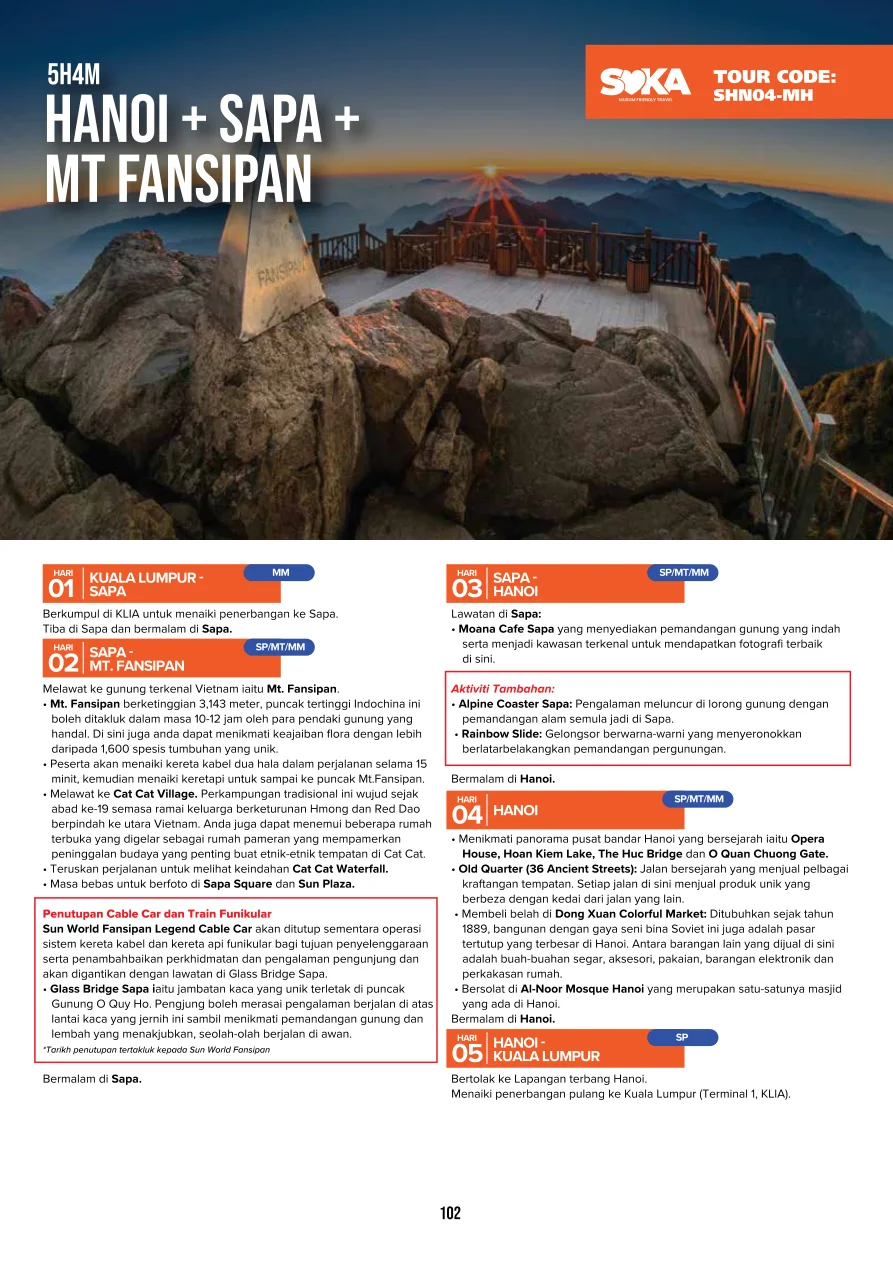 5H4M
HANOI + SAPA +
MT FANSIPAN
SOKA
MUSLIM FRIENDLY TRAVEL
TOUR CODE:
SHN04-MH
FANSIPAN
HARI
01
KUALA LUMPUR -
SAPA
MM
Berkumpul di KLIA untuk menaiki penerbangan ke Sapa.
Tiba di Sapa dan bermalam di Sapa.
HARI
02
SAPA -
MT. FANSIPAN
SP/MT/MM
Melawat ke gunung terkenal Vietnam iaitu Mt. Fansipan.
• Mt. Fansipan berketinggian 3,143 meter, puncak tertinggi Indochina ini
boleh ditakluk dalam masa 10-12 jam oleh para pendaki gunung yang
handal. Di sini juga anda dapat menikmati keajaiban flora dengan lebih
daripada 1,600 spesis tumbuhan yang unik.
• Peserta akan menaiki kereta kabel dua hala dalam perjalanan selama 15
minit, kemudian menaiki keretapi untuk sampai ke puncak Mt.Fansipan.
• Melawat ke Cat Cat Village. Perkampungan tradisional ini wujud sejak
abad ke-19 semasa ramai keluarga berketurunan Hmong dan Red Dao
berpindah ke utara Vietnam. Anda juga dapat menemui beberapa rumah
terbuka yang digelar sebagai rumah pameran yang mempamerkan
peninggalan budaya yang penting buat etnik-etnik tempatan di Cat Cat.
• Teruskan perjalanan untuk melihat keindahan Cat Cat Waterfall.
• Masa bebas untuk berfoto di Sapa Square dan Sun Plaza.
Penutupan Cable Car dan Train Funikular
Sun World Fansipan Legend Cable Car akan ditutup sementara operasi
sistem kereta kabel dan kereta api funikular bagi tujuan penyelenggaraan
serta penambahbaikan perkhidmatan dan pengalaman pengunjung dan
akan digantikan dengan lawatan di Glass Bridge Sapa.
• Glass Bridge Sapa iaitu jambatan kaca yang unik terletak di puncak
Gunung O Quy Ho. Pengjung boleh merasai pengalaman berjalan di atas
lantai kaca yang jernih ini sambil menikmati pemandangan gunung dan
lembah yang menakjubkan, seolah-olah berjalan di awan.
*Tarikh penutupan tertakluk kepada Sun World Fansipan
Bermalam di Sapa.
HARI
03
SAPA -
HANOI
SP/MT/MM
Lawatan di Sapa:
• Moana Cafe Sapa yang menyediakan pemandangan gunung yang indah
serta menjadi kawasan terkenal untuk mendapatkan fotografi terbaik
di sini.
Aktiviti Tambahan:
• Alpine Coaster Sapa: Pengalaman meluncur di lorong gunung dengan
pemandangan alam semula jadi di Sapa.
• Rainbow Slide: Gelongsor berwarna-warni yang menyeronokkan
berlatarbelakangkan pemandangan pergunungan.
Bermalam di Hanoi.
HARI
04
HANOI
SP/MT/MM
• Menikmati panorama pusat bandar Hanoi yang bersejarah iaitu Opera
House, Hoan Kiem Lake, The Huc Bridge dan O Quan Chuong Gate.
• Old Quarter (36 Ancient Streets): Jalan bersejarah yang menjual pelbagai
kraftangan tempatan. Setiap jalan di sini menjual produk unik yang
berbeza dengan kedai dari jalan yang lain.
• Membeli belah di Dong Xuan Colorful Market: Ditubuhkan sejak tahun
1889, bangunan dengan gaya seni bina Soviet ini juga adalah pasar
tertutup yang terbesar di Hanoi. Antara barangan lain yang dijual di sini
adalah buah-buahan segar, aksesori, pakaian, barangan elektronik dan
perkakasan rumah.
• Bersolat di Al-Noor Mosque Hanoi yang merupakan satu-satunya masjid
yang ada di Hanoi.
Bermalam di Hanoi.
HARI
05
HANOI -
KUALA LUMPUR
SP
Bertolak ke Lapangan terbang Hanoi.
Menaiki penerbangan pulang ke Kuala Lumpur (Terminal 1, KLIA).
102